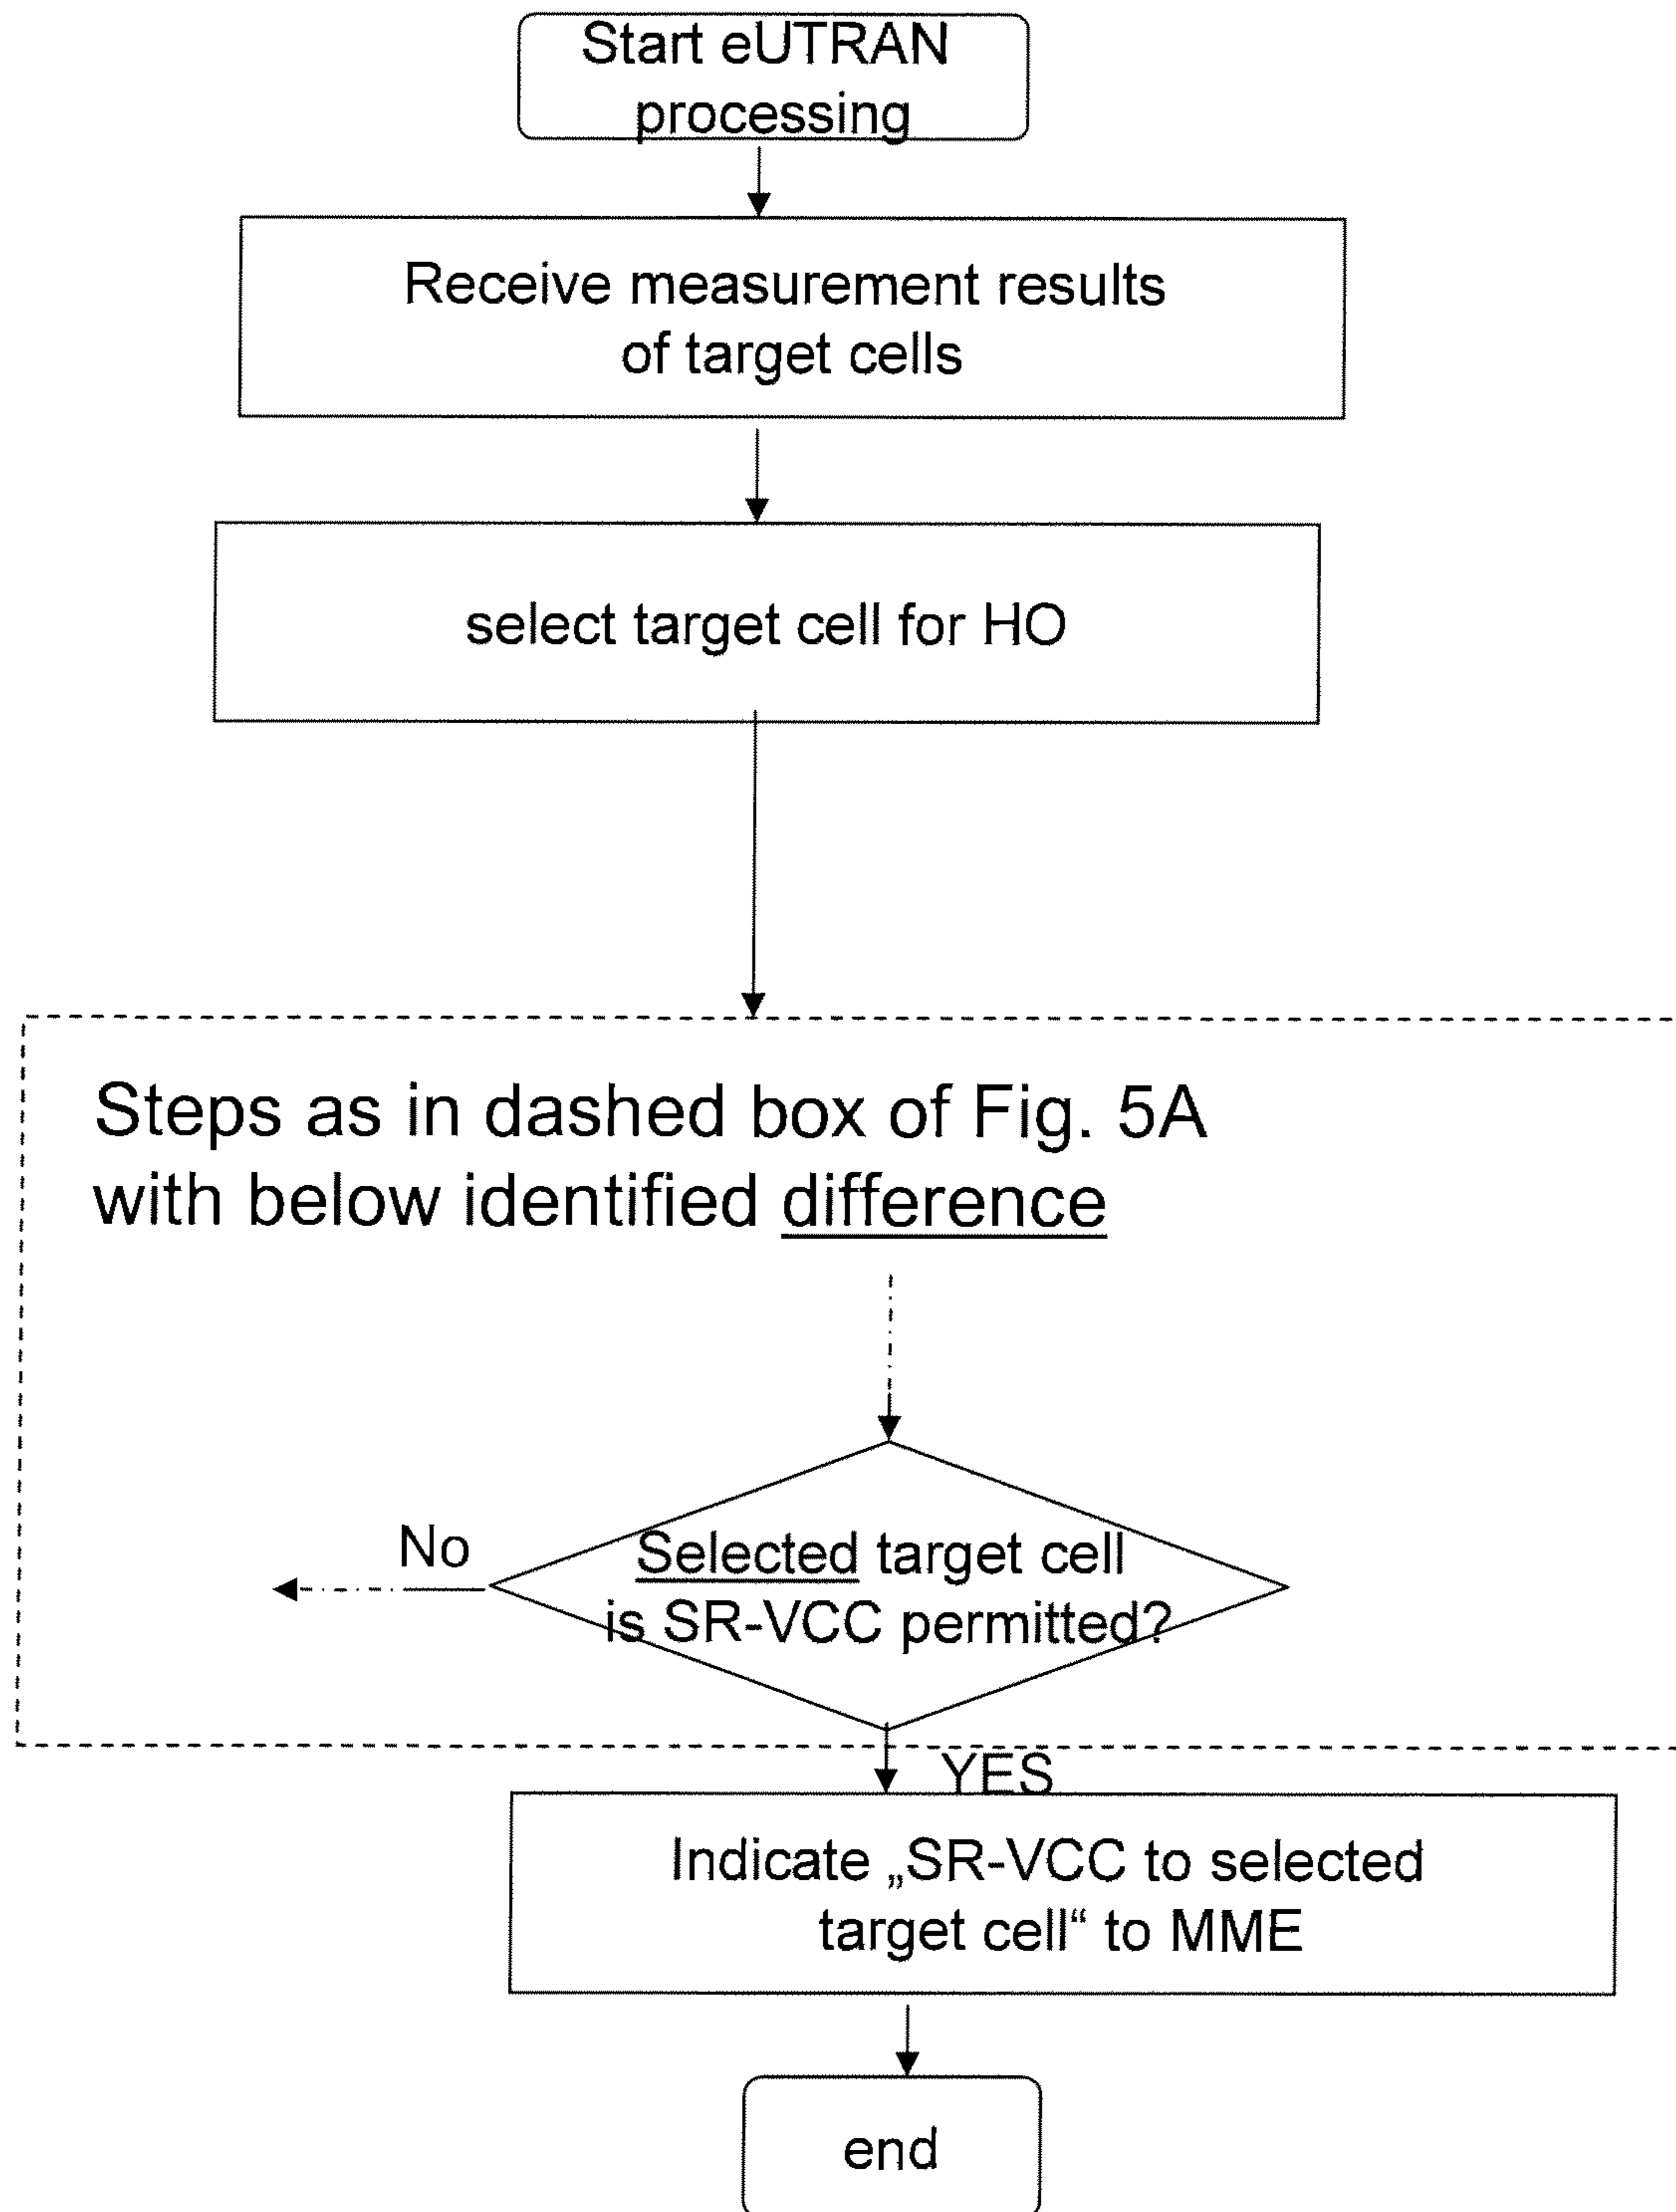 Start eUTRAN
processing
Receive measurement results
of target cells
select target cell for HO
Steps as in dashed box of Fig. 5A
with below identified difference
No
Selected target cell
is SR-VCC permitted?
YES
Indicate „SR-VCC to selected
target cell“ to MME
end